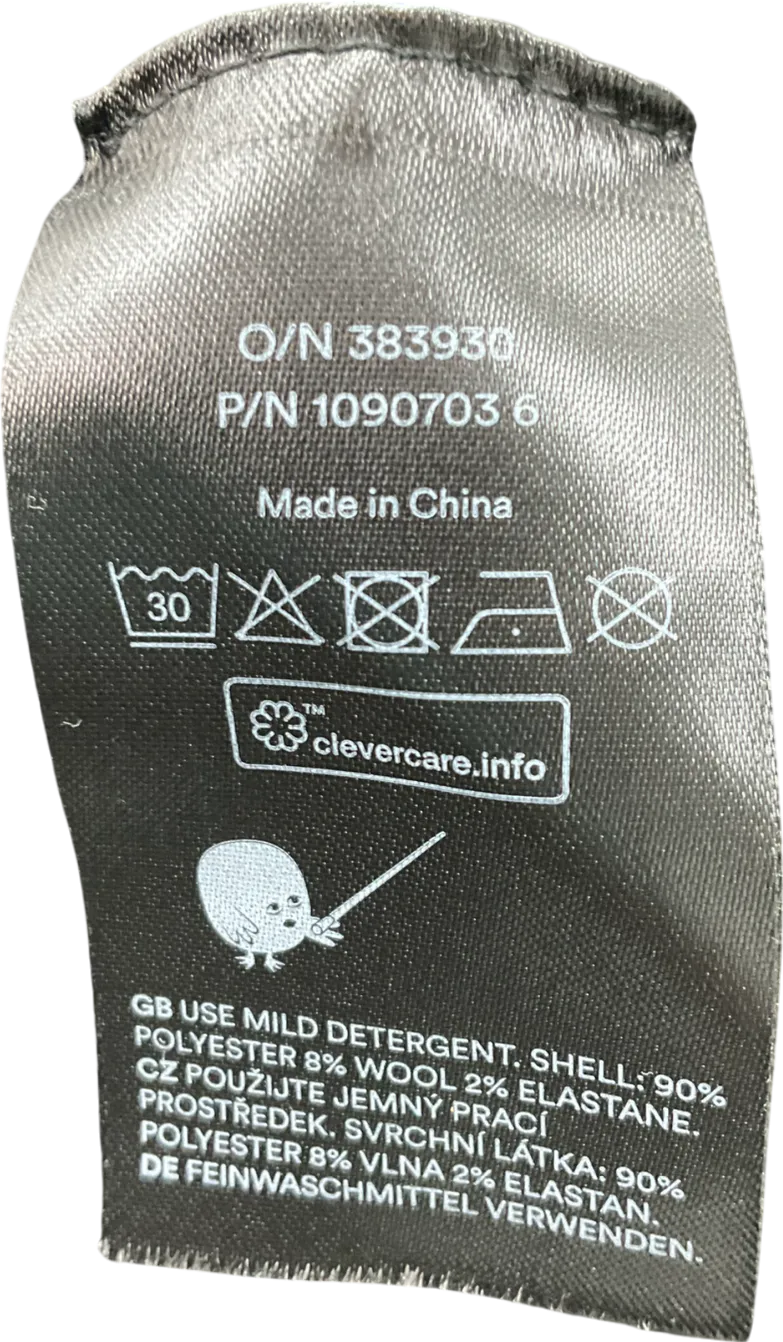 O/N 383930
P/N 1090703 6
Made in China
30
™
clevercare.info
GB USE MILD DETERGENT. SHELL: 90%
POLYESTER 8% WOOL 2% ELASTANE.
CZ POUŽIJTE JEMNÝ PRACÍ
PROSTŘEDEK. SVRCHNÍ LÁTKA: 90%
POLYESTER 8% VLNA 2% ELASTAN.
DE FEINWASCHMITTEL VERWENDEN.